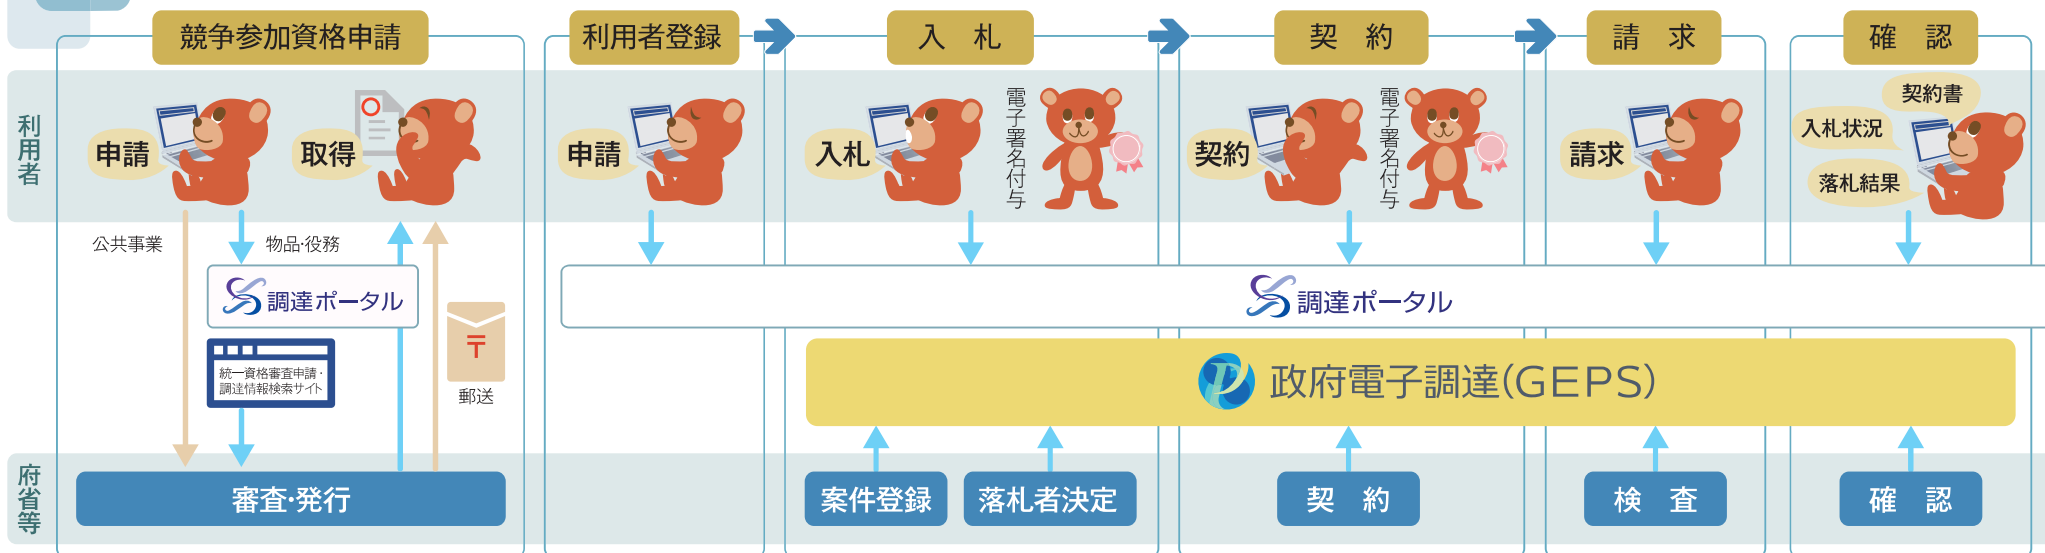 競争参加資格申請
利用者登録
入　札
契　約
請　求
確　認
利用者
申請
取得
申請
入札
電子署名付与
契約
電子署名付与
請求
契約書
入札状況
落札結果
公共事業
物品･役務
調達ポータル
調達ポータル
統一資格審査申請・
調達情報検索サイト
〒
郵送
政府電子調達(GEPS)
府省等
審査･発行
案件登録
落札者決定
契　約
検　査
確　認